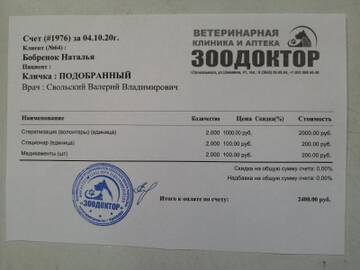 Счет (#1976) за 04.10.20г.
Клиент (№64) :
Бобренок Наталья
Пациент :
Кличка : ПОДОБРАННЫЙ
Врач : Свольский Валерий Владимирович
ВЕТЕРИНАРНАЯ
КЛИНИКА И АПТЕКА
ЗООДОКТОР
Наименование Количество Цена Скидка(%) Стоимость
Стерилизация (волонтеры) (единица) 2,000 1000.00 руб. 2000.00 руб.
Стационар (единица) 2,000 100.00 руб. 200.00 руб.
Медикаменты (шт) 2,000 100.00 руб. 200.00 руб.
Скидка на общую сумму счета: 0.00%
Надбавка на общую сумму счета: 0.00%
Итого к оплате по счету: 2400.00 руб.
ЗООДОКТОР